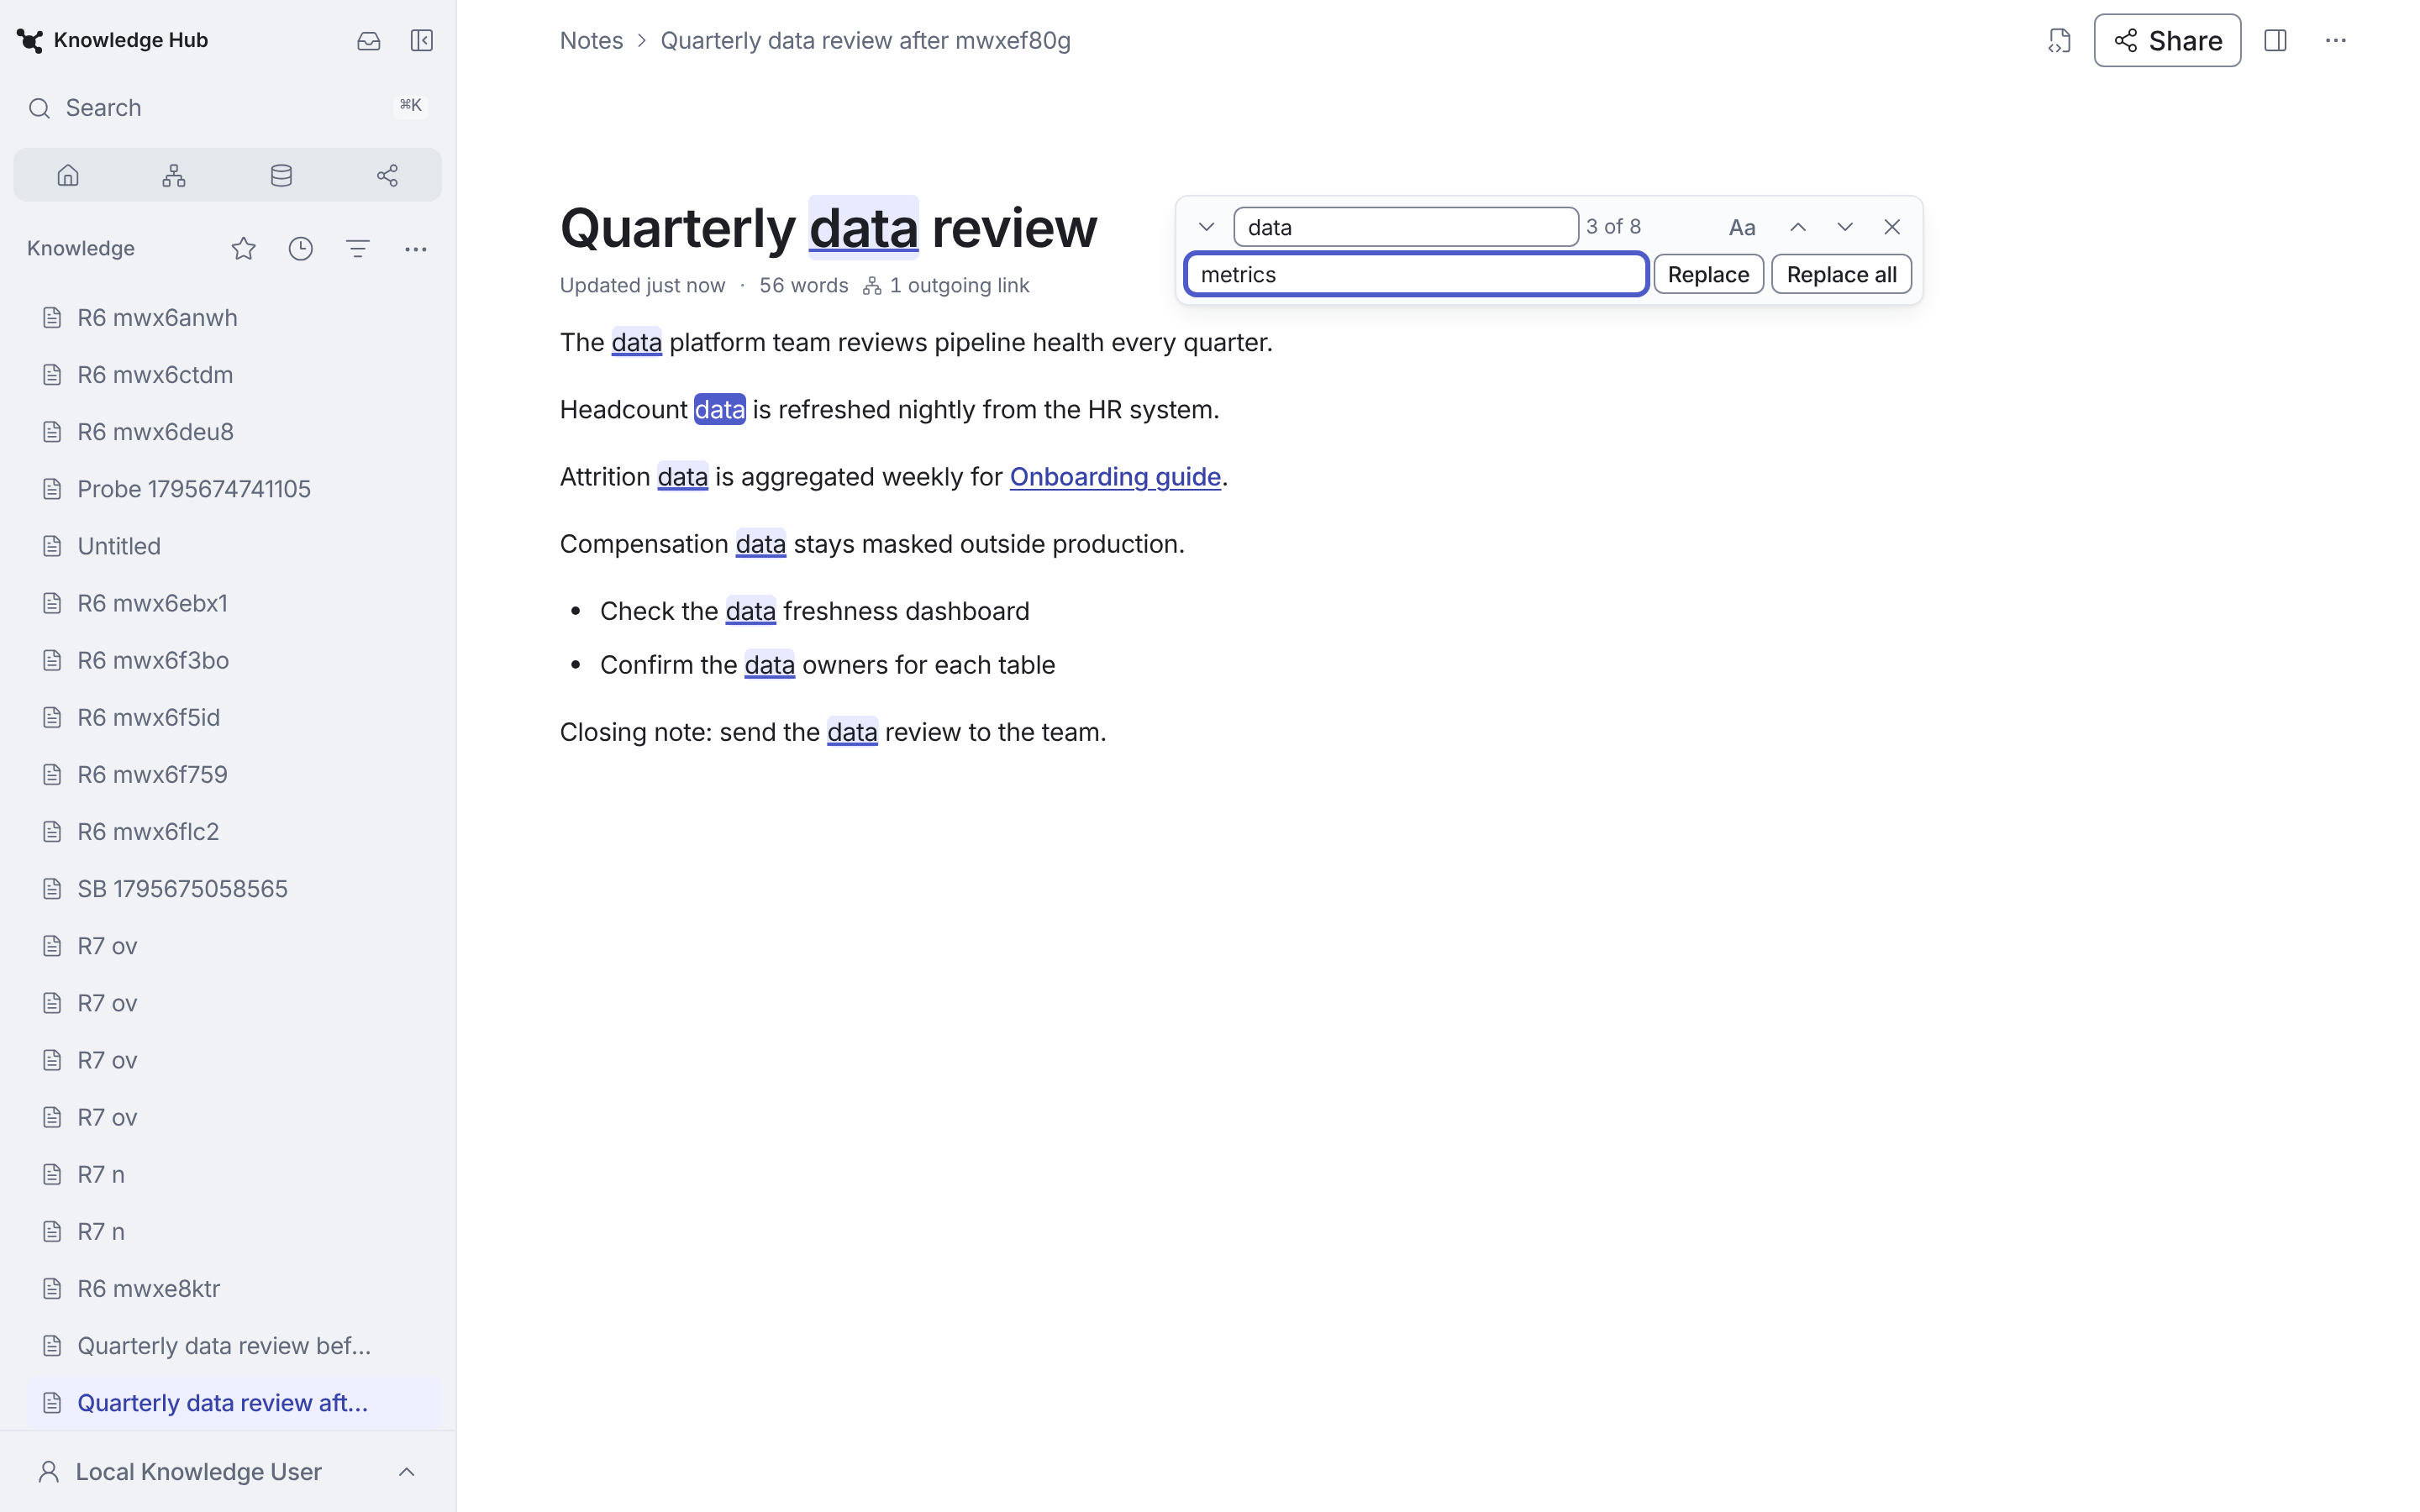 Knowledge Hub
Search
⌘K
Knowledge
R6 mwx6anwh
R6 mwx6ctdm
R6 mwx6deu8
Probe 1795674741105
Untitled
R6 mwx6ebx1
R6 mwx6f3bo
R6 mwx6f5id
R6 mwx6f759
R6 mwx6flc2
SB 1795675058565
R7 ov
R7 ov
R7 ov
R7 ov
R7 n
R7 n
R6 mwxe8ktr
Quarterly data review bef...
Quarterly data review aft...
Local Knowledge User
Notes > Quarterly data review after mwxef80g
Share
Quarterly data review
Updated just now · 56 words 1 outgoing link
data 3 of 8 Aa
metrics Replace Replace all
The data platform team reviews pipeline health every quarter.
Headcount data is refreshed nightly from the HR system.
Attrition data is aggregated weekly for Onboarding guide.
Compensation data stays masked outside production.
• Check the data freshness dashboard
• Confirm the data owners for each table
Closing note: send the data review to the team.